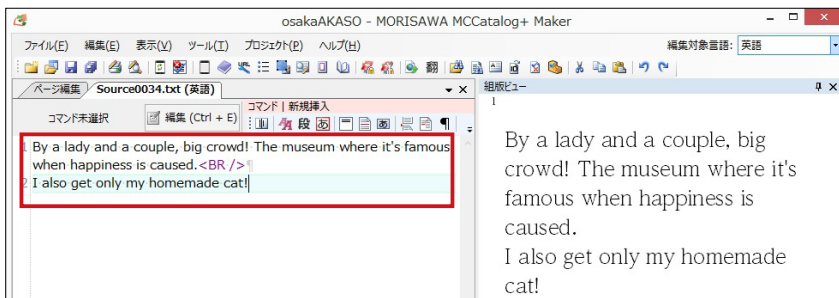 osakaAKASO - MORISAWA MCCatalog+ Maker
ファイル(F) 編集(E) 表示(V) ツール(T) プロジェクト(P) ヘルプ(H) 編集対象言語: 英語
ページ編集 Source0034.txt (英語) 組版ビュー
コマンド未選択 編集 (Ctrl + E) コマンド | 新規挿入
1 By a lady and a couple, big crowd! The museum where it's famous
when happiness is caused.<BR />
2 I also get only my homemade cat!
1
By a lady and a couple, big
crowd! The museum where it's
famous when happiness is
caused.
I also get only my homemade
cat!